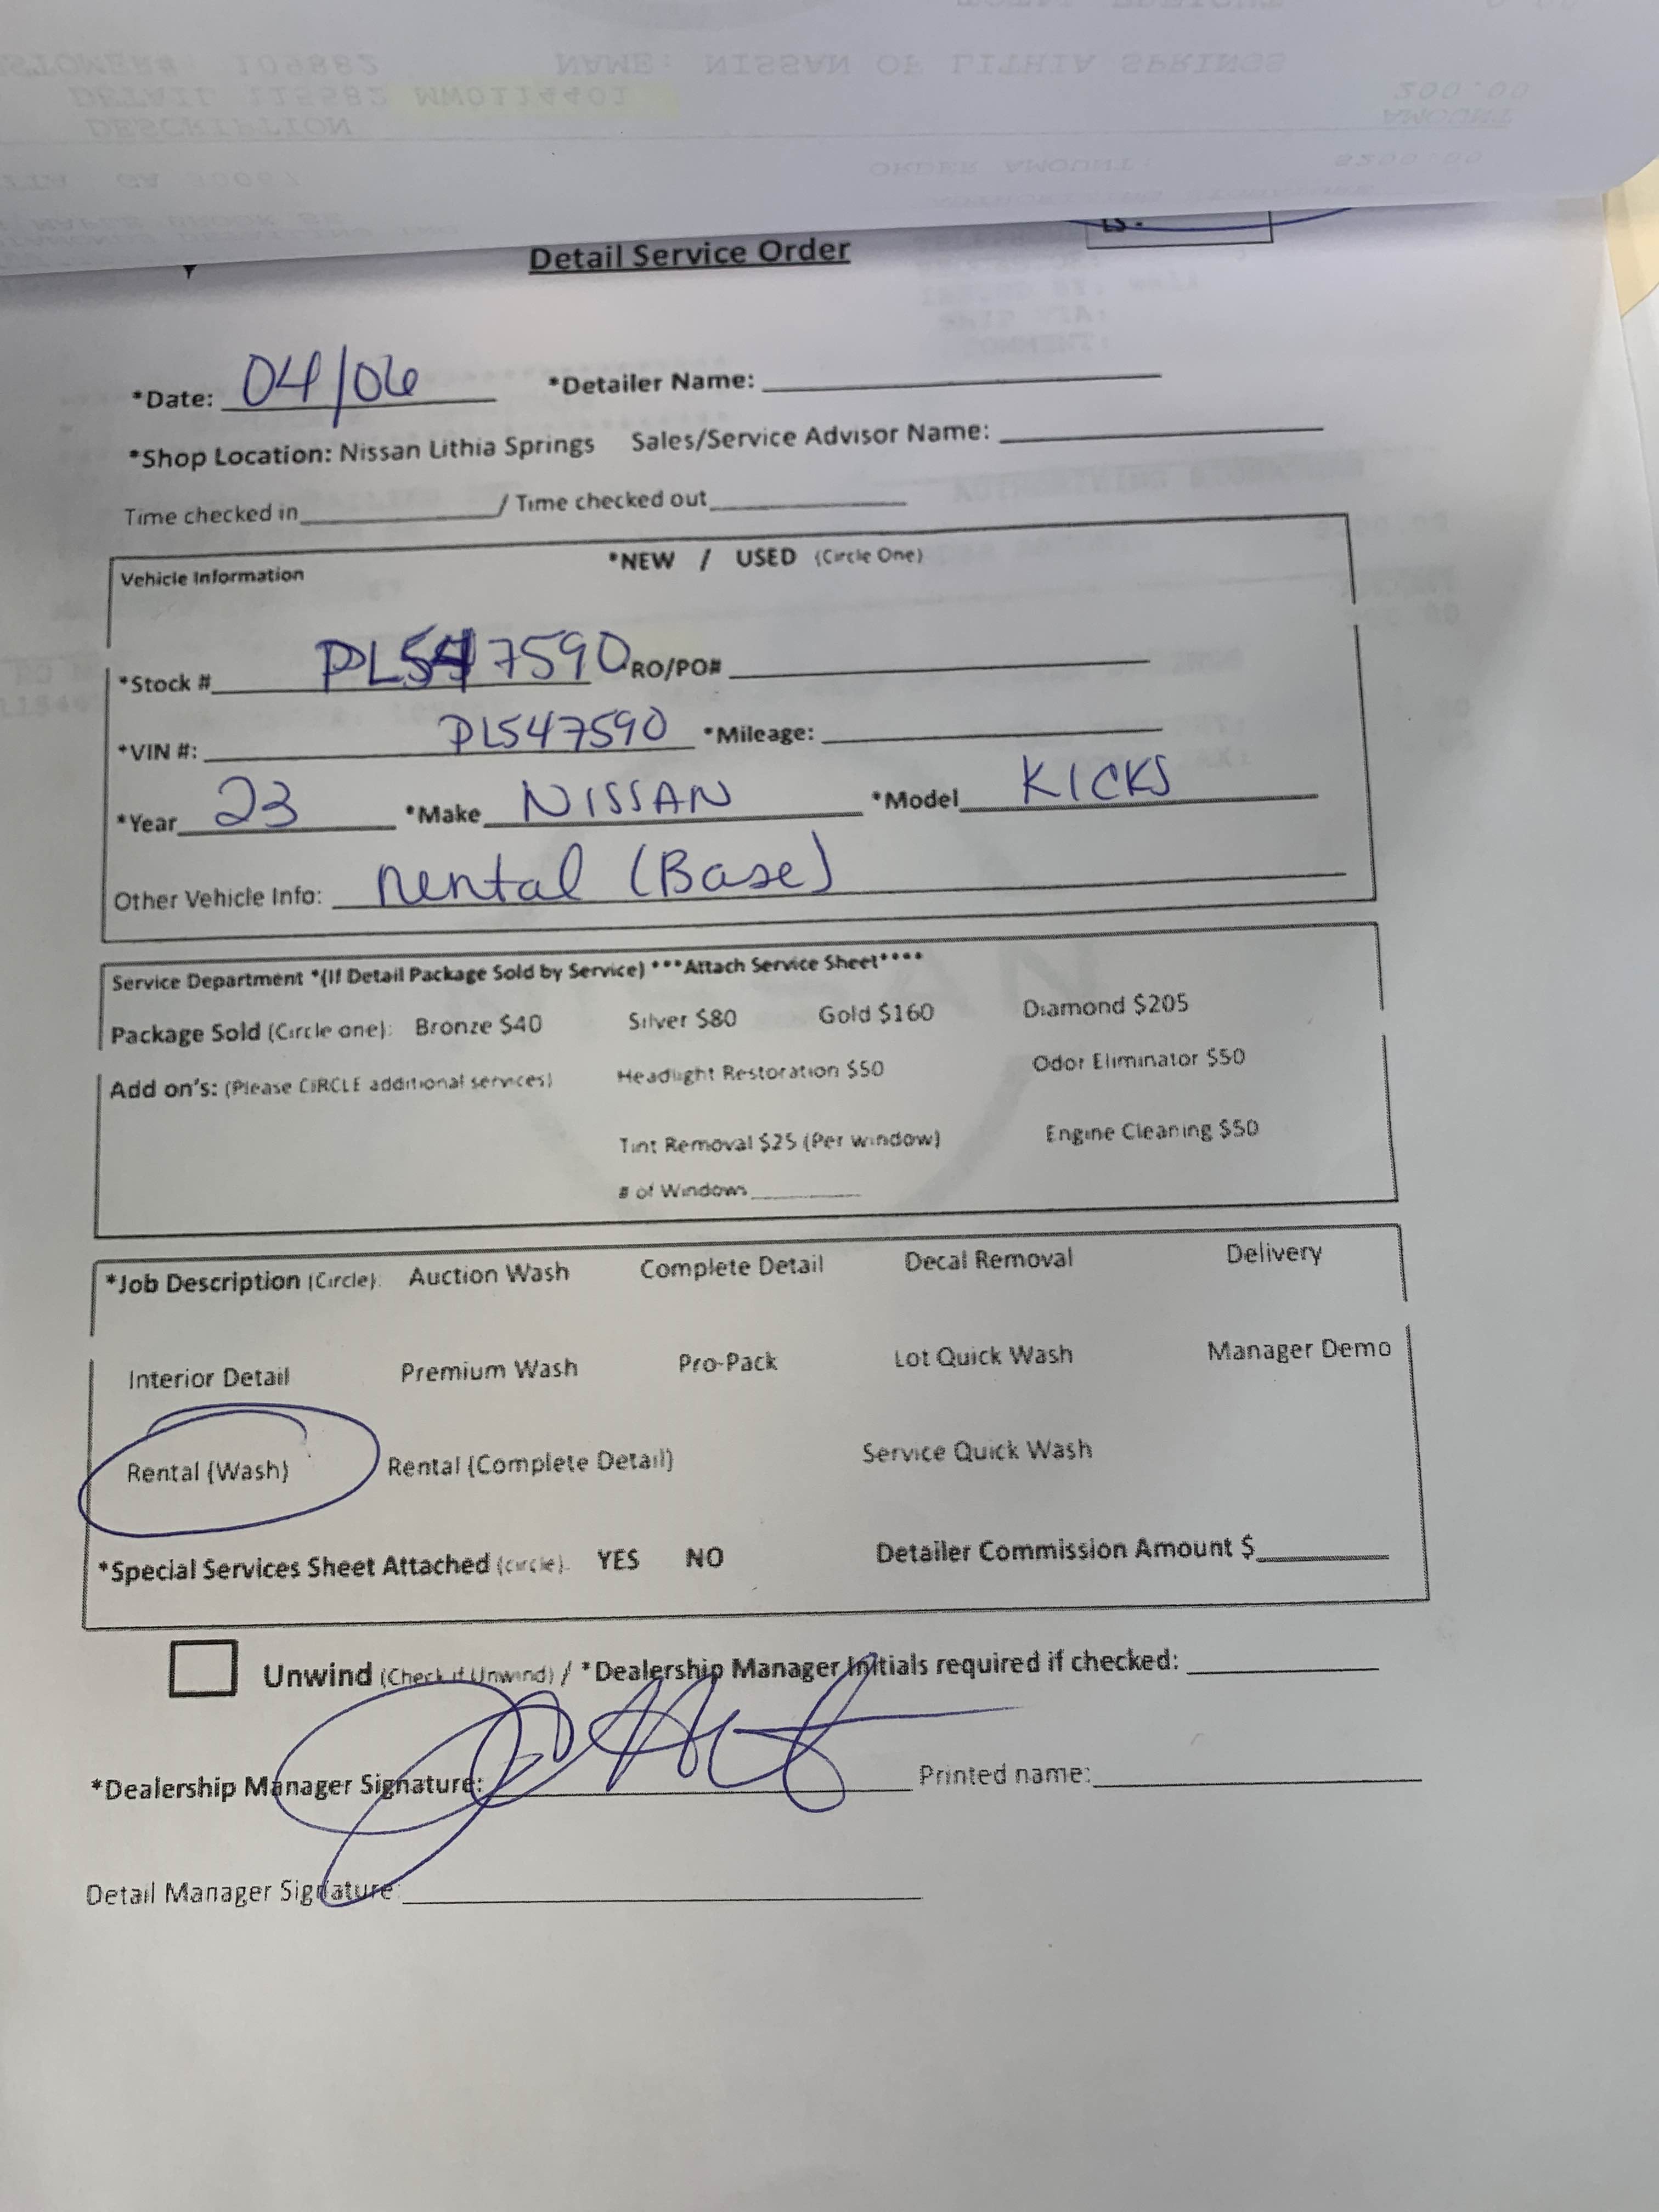 Detail Service Order
*Date: 04/06 *Detailer Name:
*Shop Location: Nissan Lithia Springs Sales/Service Advisor Name:
Time checked in / Time checked out
Vehicle Information *NEW / USED (Circle One)
*Stock # PL547590 RO/PO#
*VIN #: PL547590 *Mileage:
*Year 23 *Make NISSAN *Model KICKS
Other Vehicle Info: Rental (Base)
Service Department *(If Detail Package Sold by Service) ***Attach Service Sheet****
Package Sold (Circle one): Bronze $40 Silver $80 Gold $160 Diamond $205
Add on's: (Please CIRCLE additional services) Headlight Restoration $50 Odor Eliminator $50
Tint Removal $25 (Per window) Engine Cleaning $50
# of Windows
*Job Description (Circle): Auction Wash Complete Detail Decal Removal Delivery
Interior Detail Premium Wash Pro-Pack Lot Quick Wash Manager Demo
Rental (Wash) Rental (Complete Detail) Service Quick Wash
*Special Services Sheet Attached (circle). YES NO Detailer Commission Amount $
Unwind (Check if Unwind) / *Dealership Manager Initials required if checked:
*Dealership Manager Signature: Printed name:
Detail Manager Signature: